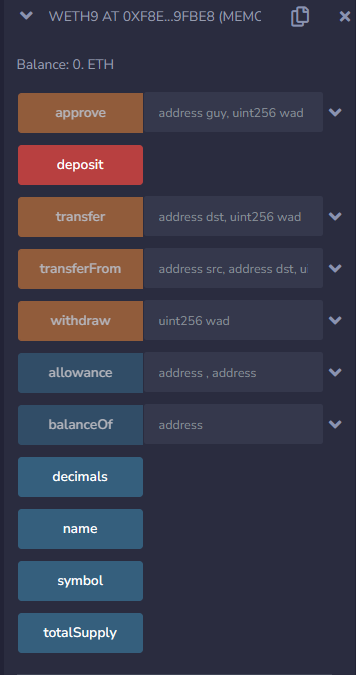 WETH9 AT 0XF8E...9FBE8 (MEMO
Balance: 0. ETH
approve address guy, uint256 wad
deposit
transfer address dst, uint256 wad
transferFrom address src, address dst, u
withdraw uint256 wad
allowance address , address
balanceOf address
decimals
name
symbol
totalSupply